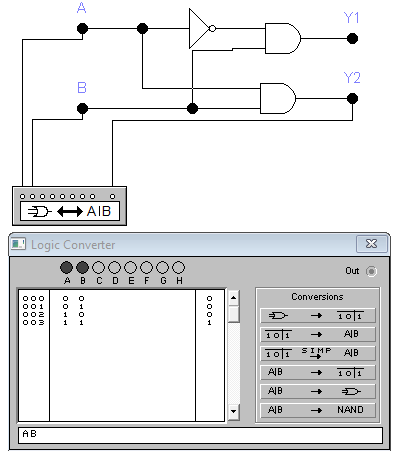 A
Y1
B
Y2
A|B
Logic Converter
Out
A B C D E F G H
Conversions
000 0 0 0
001 0 1 0
002 1 0 0
003 1 1 1
→ 1 0 1
1 0 1 → A|B
1 0 1 SIMP → A|B
A|B → 1 0 1
A|B →
A|B → NAND
AB